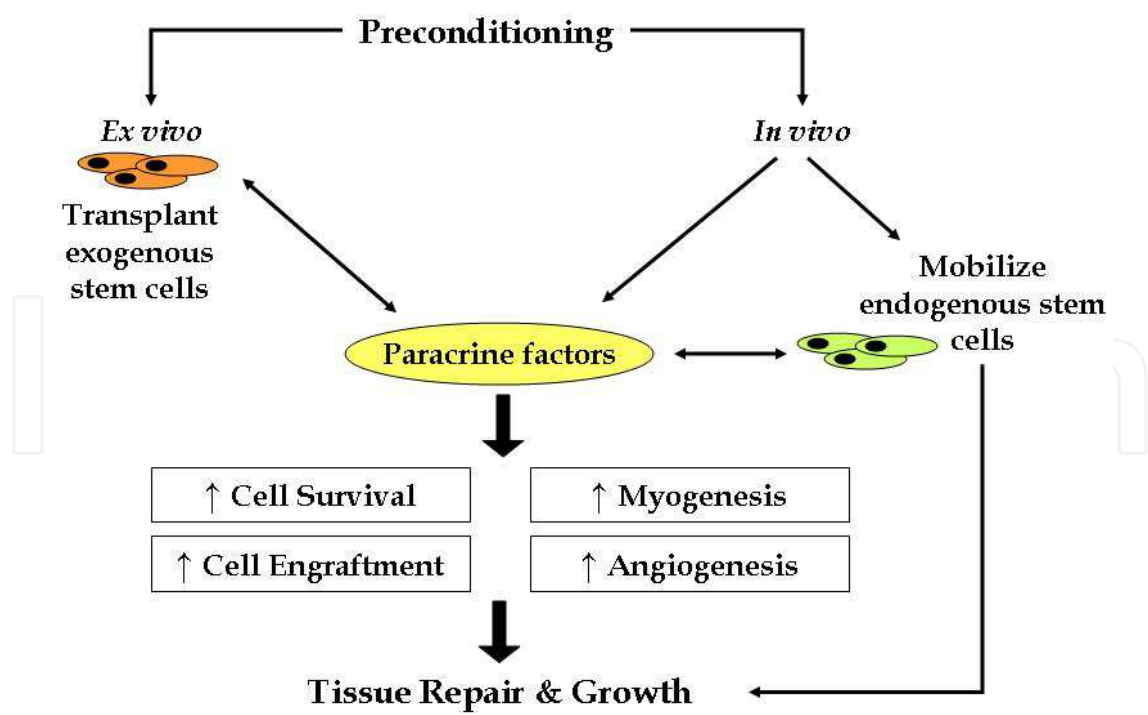 Preconditioning
Ex vivo
In vivo
Transplant
exogenous
stem cells
Mobilize
endogenous stem
cells
Paracrine factors
↑ Cell Survival
↑ Myogenesis
↑ Cell Engraftment
↑ Angiogenesis
Tissue Repair & Growth